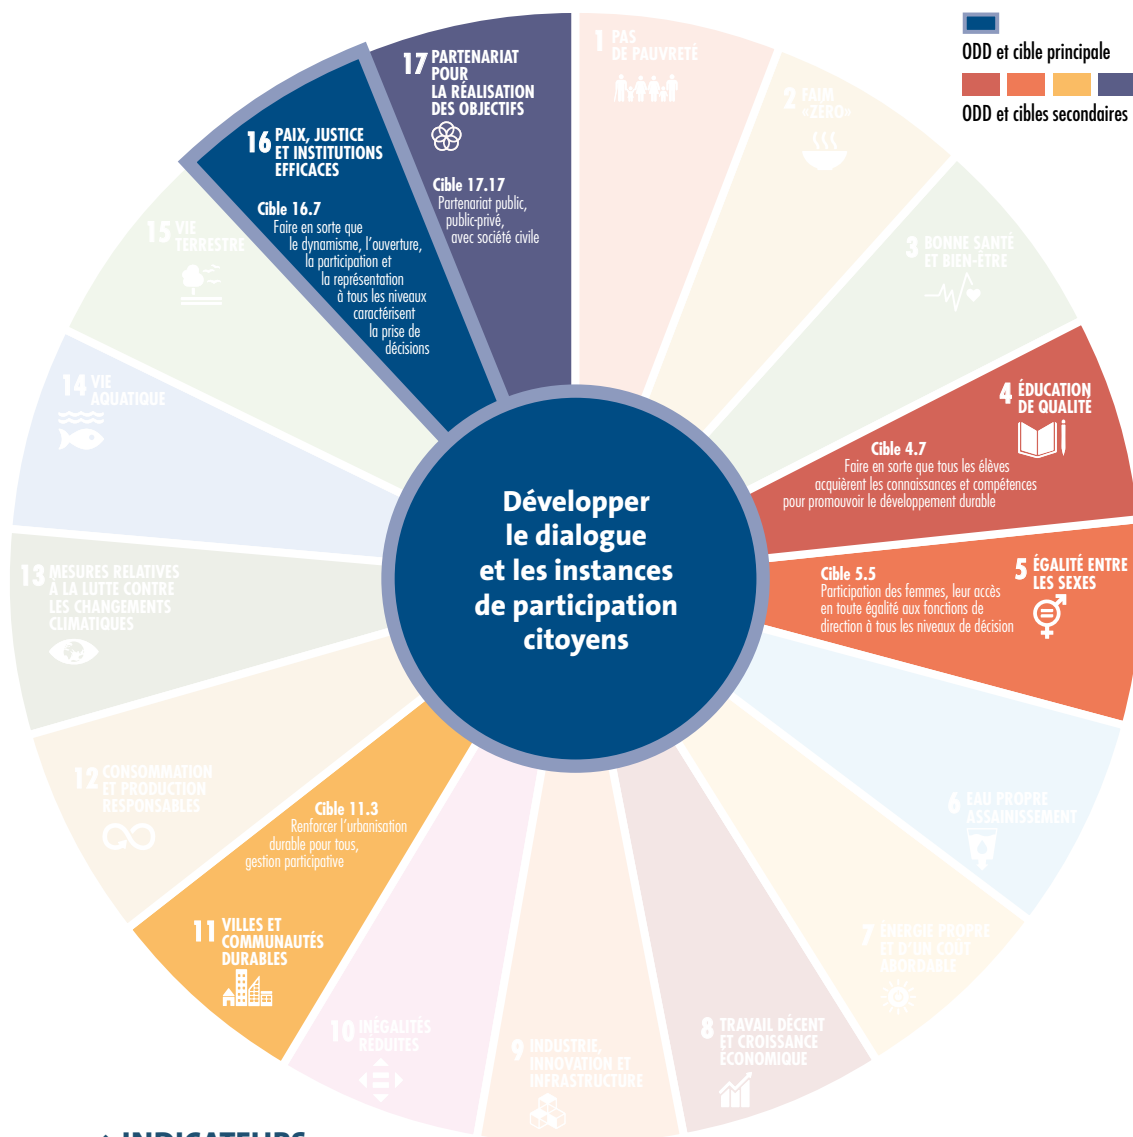 ODD et cible principale
ODD et cibles secondaires
1 PAS
DE PAUVRETÉ
2 FAIM
«ZERO»
3 BONNE SANTÉ
ET BIEN-ÊTRE
4 ÉDUCATION
DE QUALITÉ
Cible 4.7
Faire en sorte que tous les élèves
acquièrent les connaissances et compétences
pour promouvoir le développement durable
5 ÉGALITÉ ENTRE
LES SEXES
Cible 5.5
Participation des femmes, leur accès
en toute égalité aux fonctions de
direction à tous les niveaux de décision
6 EAU PROPRE
ASSAINISSEMENT
7 ENERGIE PROPRE
ET D'UN COÛT
ABORDABLE
8 TRAVAIL DÉCENT
ET CROISSANCE
ECONOMIQUE
9 INDUSTRIE,
INNOVATION ET
INFRASTRUCTURE
10 INÉGALITÉS
RÉDUITES
11 VILLES ET
COMMUNAUTÉS
DURABLES
Cible 11.3
Renforcer l'urbanisation
durable pour tous,
gestion participative
12 CONSOMMATION
ET PRODUCTION
RESPONSABLES
13 MESURES RELATIVES
À LA LUTTE CONTRE
LES CHANGEMENTS
CLIMATIQUES
14 VIE
AQUATIQUE
15 VIE
TERRESTRE
16 PAIX, JUSTICE
ET INSTITUTIONS
EFFICACES
Cible 16.7
Faire en sorte que
le dynamisme, l'ouverture,
la participation et
la représentation
à tous les niveaux
caractérisent
la prise de
décisions
17 PARTENARIAT
POUR
LA RÉALISATION
DES OBJECTIFS
Cible 17.17
Partenariat public,
public-privé,
avec société civile
Développer
le dialogue
et les instances
de participation
citoyens
INDICATEURS